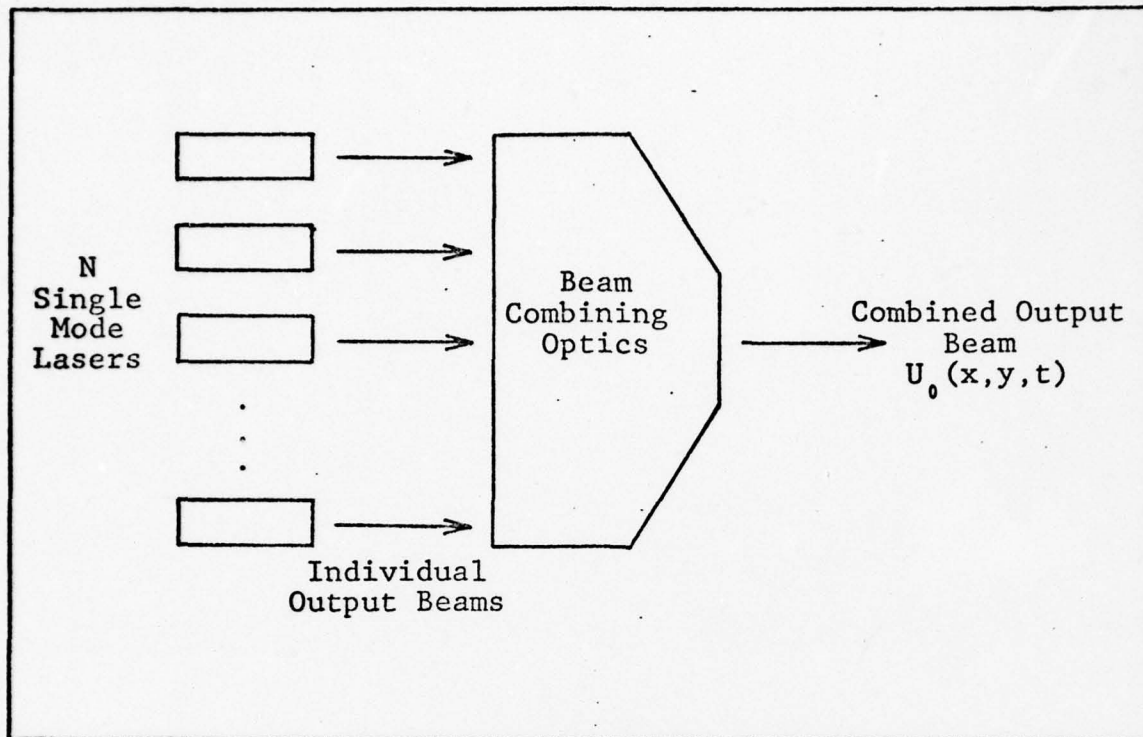 N
Single
Mode
Lasers
Individual
Output Beams
Beam
Combining
Optics
Combined Output
Beam
U₀(x,y,t)